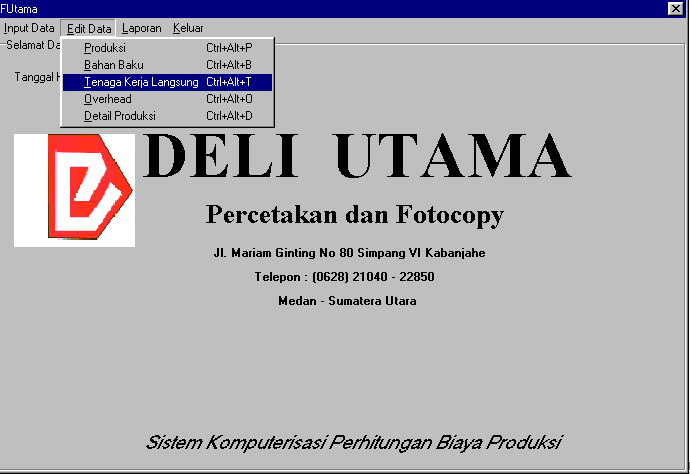 FUtama
Input Data Edit Data Laporan Keluar
Selamat Da
Produksi Ctrl+Alt+P
Bahan Baku Ctrl+Alt+B
Tanggal H
Tenaga Kerja Langsung Ctrl+Alt+T
Overhead Ctrl+Alt+O
Detail Produksi Ctrl+Alt+D
DELI UTAMA
Percetakan dan Fotocopy
Jl. Mariam Ginting No 80 Simpang VI Kabanjahe
Telepon : (0628) 21040 - 22850
Medan - Sumatera Utara
Sistem Komputerisasi Perhitungan Biaya Produksi